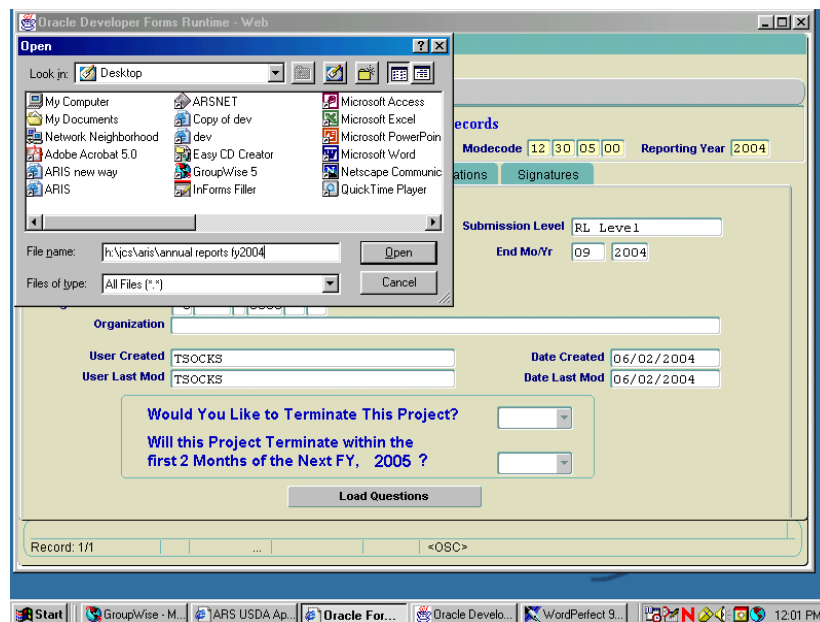 Oracle Developer Forms Runtime - Web
Open
Look in: Desktop
My Computer ARSNET Microsoft Access
My Documents Copy of dev Microsoft Excel
Network Neighborhood dev Microsoft PowerPoin
Adobe Acrobat 5.0 Easy CD Creator Microsoft Word
ARIS new way GroupWise 5 Netscape Communic
ARIS InForms Filler QuickTime Player
File name: h:\jcs\aris\annual reports fy2004 Open
Files of type: All Files (*.*) Cancel
ecords
Modecode 12 30 05 00 Reporting Year 2004
ations Signatures
Submission Level RL Level
End Mo/Yr 09 2004
Organization
User Created TSOCKS Date Created 06/02/2004
User Last Mod TSOCKS Date Last Mod 06/02/2004
Would You Like to Terminate This Project?
Will this Project Terminate within the
first 2 Months of the Next FY, 2005 ?
Load Questions
Record: 1/1 ... <OSC>
Start GroupWise - M... ARS USDA Ap... Oracle For... Oracle Develo... WordPerfect 9... 12:01 PM